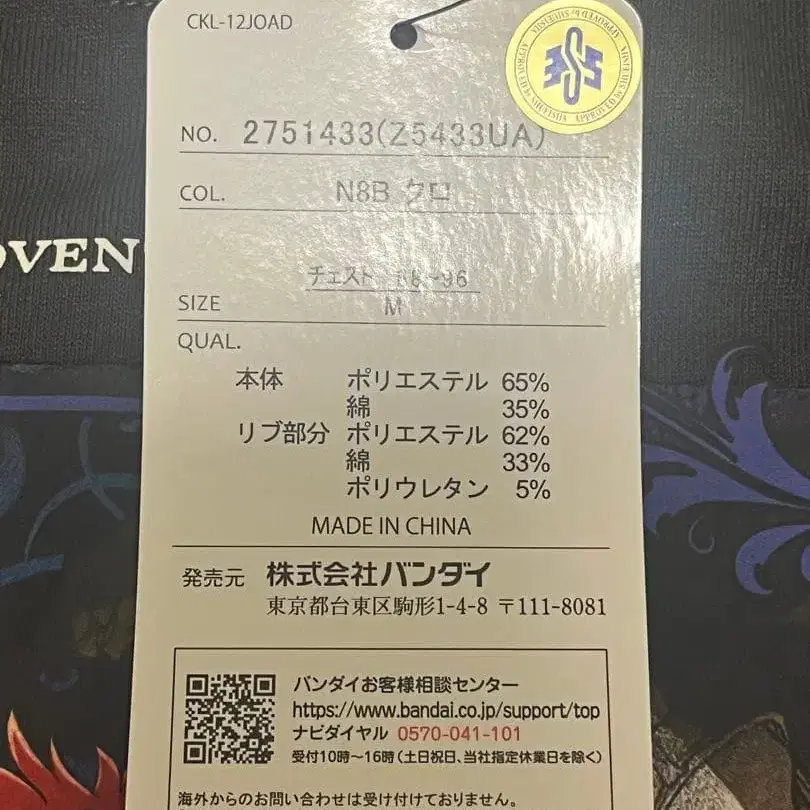 CKL-12JOAD
APPROVED by SHUEISHA APPROVED by SHUEISHA
NO. 2751433(Z5433UA)
COL. N8B クロ
OVEN
チェスト 88~96
SIZE M
QUAL.
本体 ポリエステル 65%
綿 35%
リブ部分 ポリエステル 62%
綿 33%
ポリウレタン 5%
MADE IN CHINA
発売元 株式会社バンダイ
東京都台東区駒形1-4-8 〒111-8081
バンダイお客様相談センター
https://www.bandai.co.jp/support/top
ナビダイヤル 0570-041-101
受付10時～16時(土日祝日、当社指定休業日を除く)
海外からのお問い合わせは受け付けておりません。